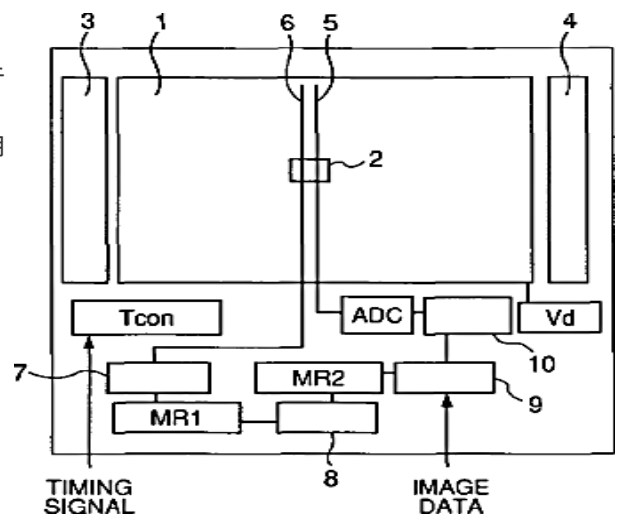 3 1 6 5 4
2
Tcon ADC Vd
10
7 MR2 9
MR1
8
TIMING SIGNAL
IMAGE DATA